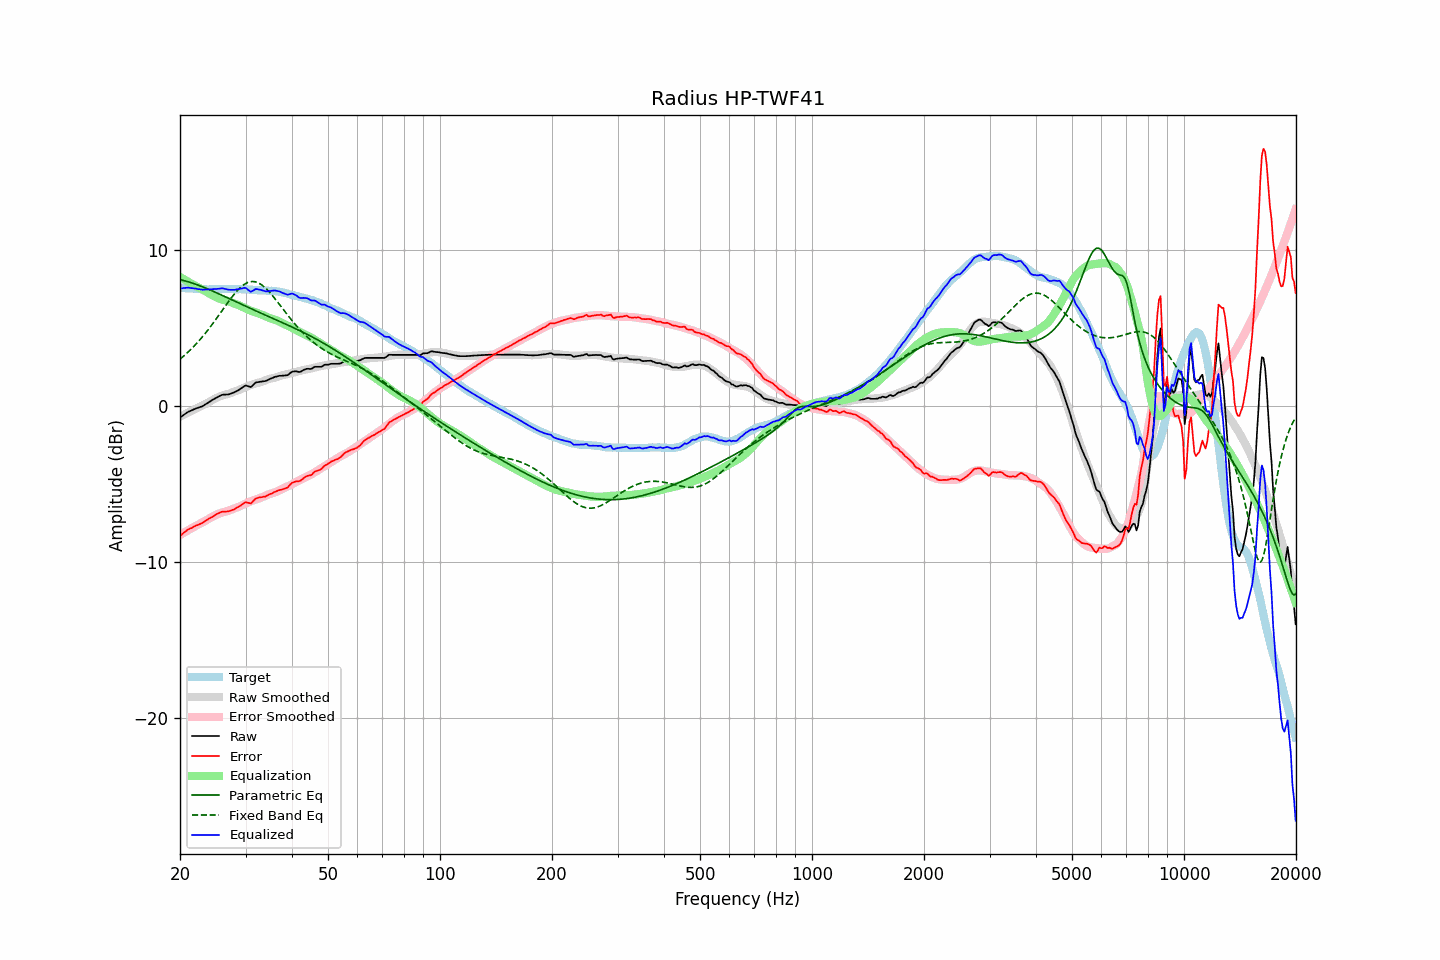 Radius HP-TWF41
Amplitude (dBr)
10
0
−10
−20
Target
Raw Smoothed
Error Smoothed
Raw
Error
Equalization
Parametric Eq
Fixed Band Eq
Equalized
20 50 100 200 500 1000 2000 5000 10000 20000
Frequency (Hz)